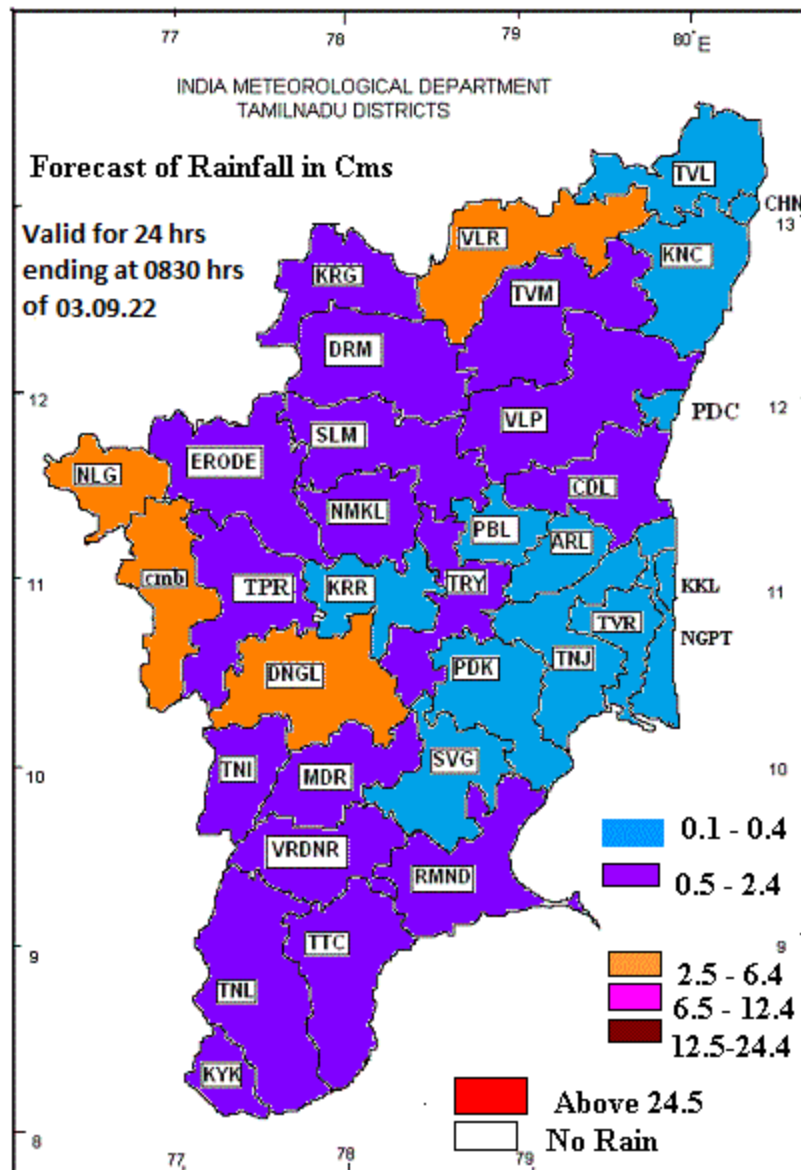 77 78 79 80°E
INDIA METEOROLOGICAL DEPARTMENT
TAMILNADU DISTRICTS
Forecast of Rainfall in Cms
TVL
CHN
13
Valid for 24 hrs
ending at 0830 hrs
of 03.09.22
VLR
KNC
KRG
TVM
DRM
12
12
PDC
VLP
SLM
ERODE
NLG
CDL
NMKL
PBL
ARL
11
cmb
TPR
KRR
TRY
KKL
11
TVR
NGPT
DNGL
PDK
TNJ
10
TNI
MDR
SVG
10
0.1 - 0.4
VRDNR
RMND
0.5 - 2.4
9
TTC
9
2.5 - 6.4
TNL
6.5 - 12.4
12.5-24.4
KYK
Above 24.5
8
No Rain
77 78 79